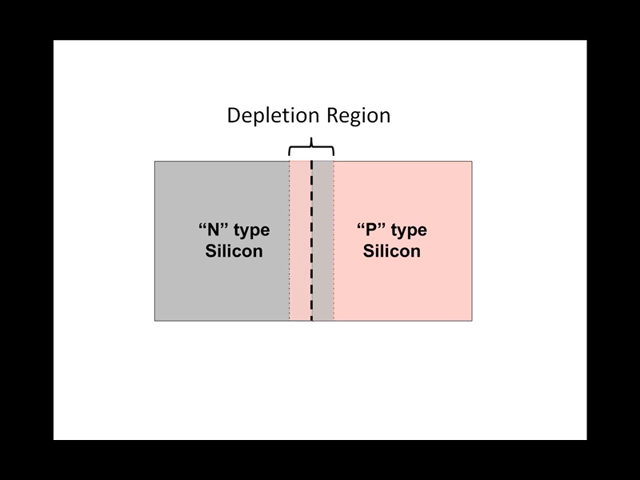 Depletion Region
“N” type
Silicon
“P” type
Silicon